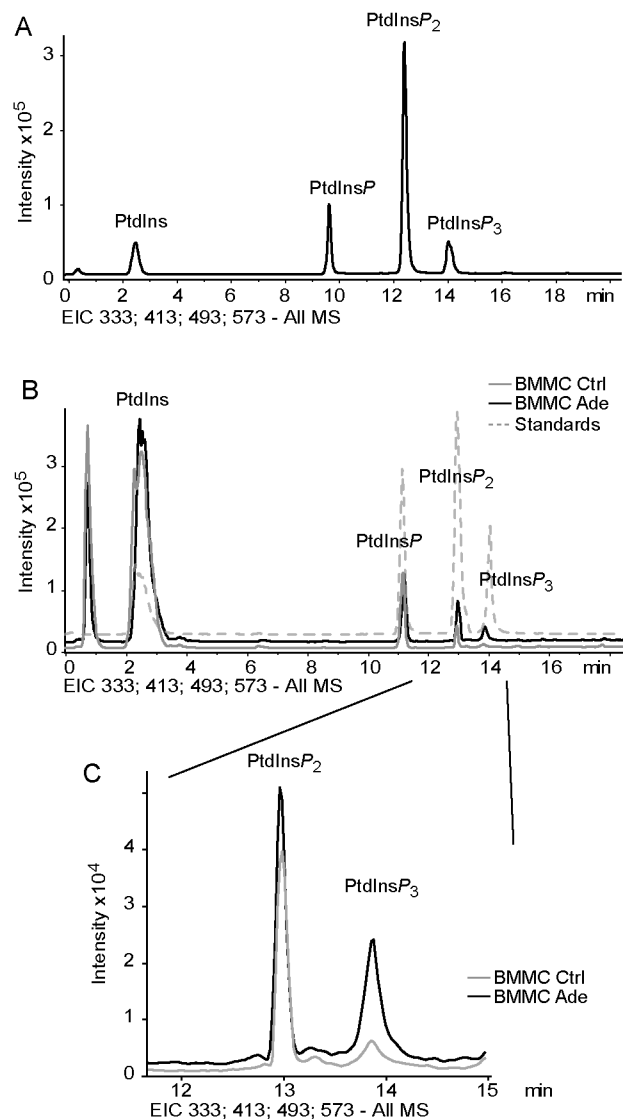 A
PtdInsP2
3
2
1
0
Intensity x10^5
PtdIns
PtdInsP
PtdInsP3
0 2 4 6 8 10 12 14 16 18 min
EIC 333; 413; 493; 573 - All MS
B
BMMC Ctrl
BMMC Ade
Standards
PtdIns
3
2
1
0
Intensity x10^5
PtdInsP2
PtdInsP
PtdInsP3
0 2 4 6 8 10 12 14 16 min
EIC 333; 413; 493; 573 - All MS
C
PtdInsP2
4
3
2
1
0
Intensity x10^4
PtdInsP3
BMMC Ctrl
BMMC Ade
12 13 14 15 min
EIC 333; 413; 493; 573 - All MS